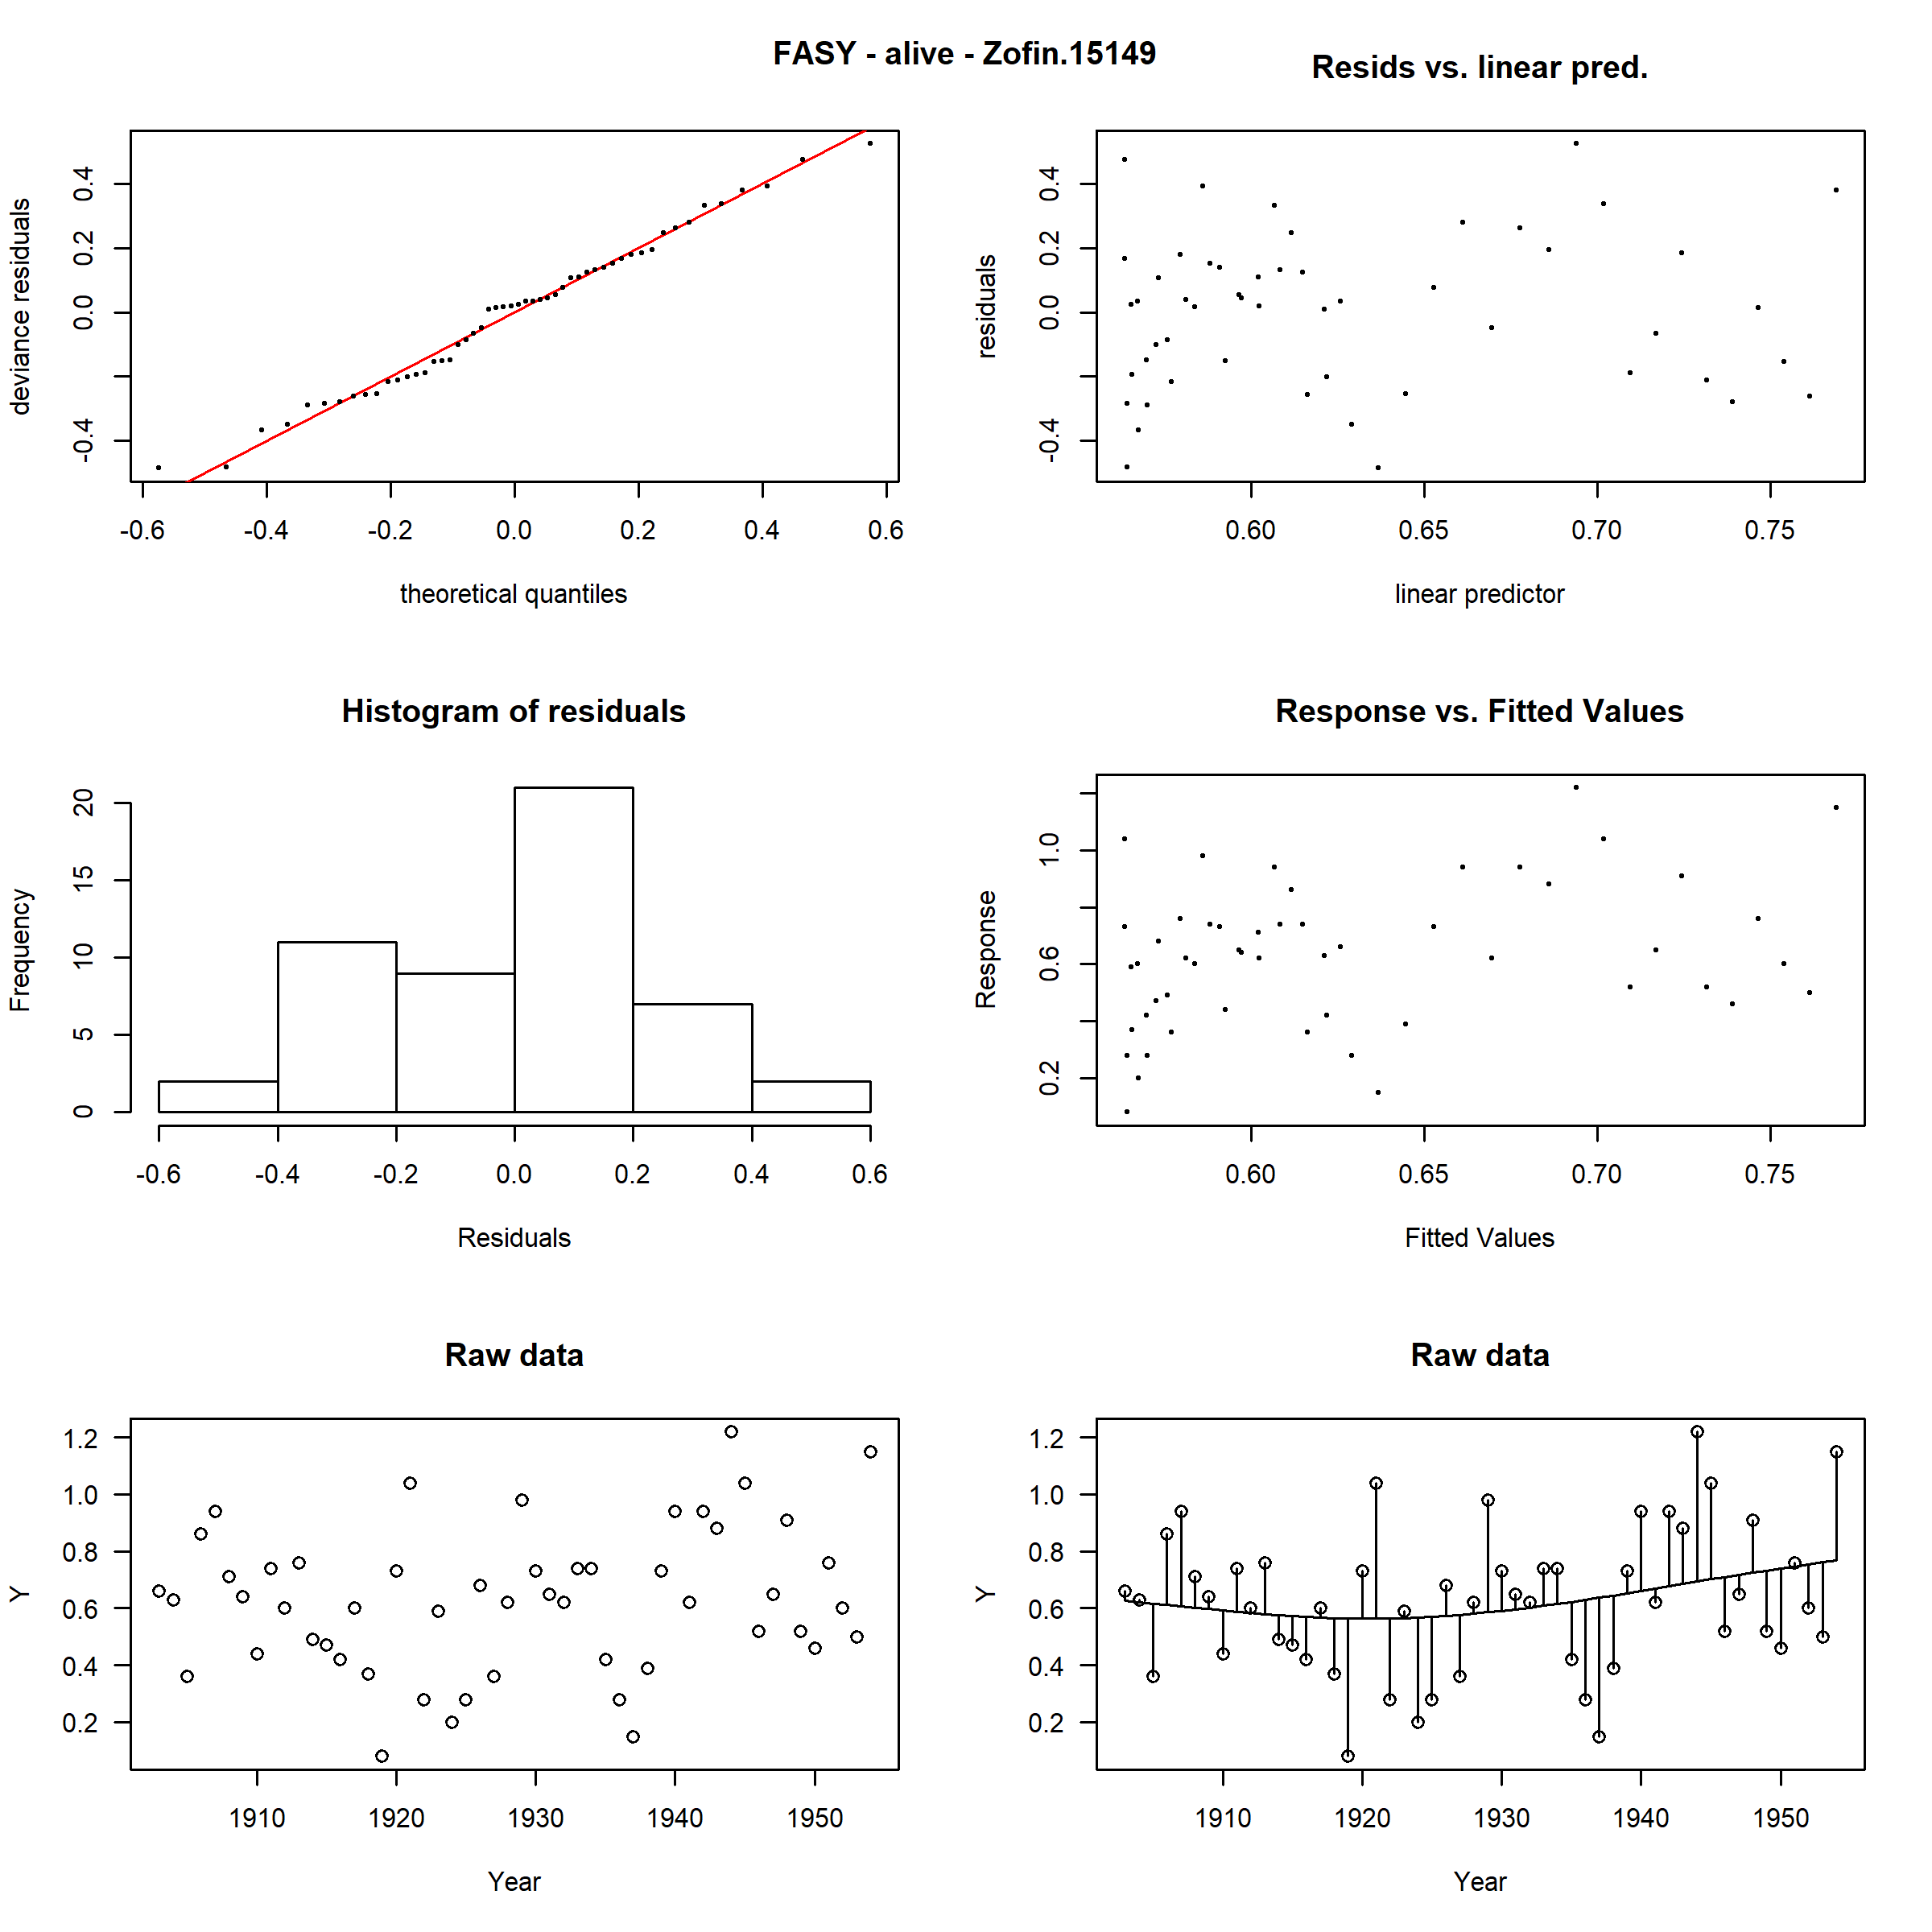 FASY - alive - Zofin.15149
Resids vs. linear pred.
deviance residuals
0.4
0.2
0.0
-0.4
-0.6 -0.4 -0.2 0.0 0.2 0.4 0.6
theoretical quantiles
residuals
0.4
0.2
0.0
-0.4
0.60 0.65 0.70 0.75
linear predictor
Histogram of residuals
Frequency
20
15
10
5
0
-0.6 -0.4 -0.2 0.0 0.2 0.4 0.6
Residuals
Response vs. Fitted Values
Response
1.0
0.6
0.2
0.60 0.65 0.70 0.75
Fitted Values
Raw data
Y
1.2
1.0
0.8
0.6
0.4
0.2
1910 1920 1930 1940 1950
Year
Raw data
Y
1.2
1.0
0.8
0.6
0.4
0.2
1910 1920 1930 1940 1950
Year